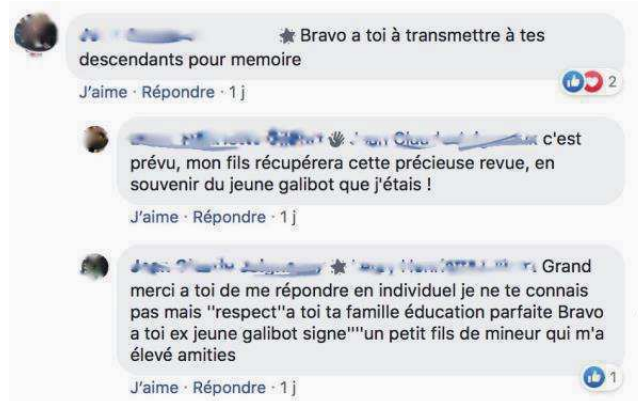 Bravo a toi à transmettre à tes
descendants pour memoire
2
J'aime · Répondre · 1 j
c'est
prévu, mon fils récupérera cette précieuse revue, en
souvenir du jeune galibot que j'étais !
J'aime · Répondre · 1 j
Grand
merci a toi de me répondre en individuel je ne te connais
pas mais "respect"a toi ta famille éducation parfaite Bravo
a toi ex jeune galibot signe""un petit fils de mineur qui m'a
élevé amities
1
J'aime · Répondre · 1 j